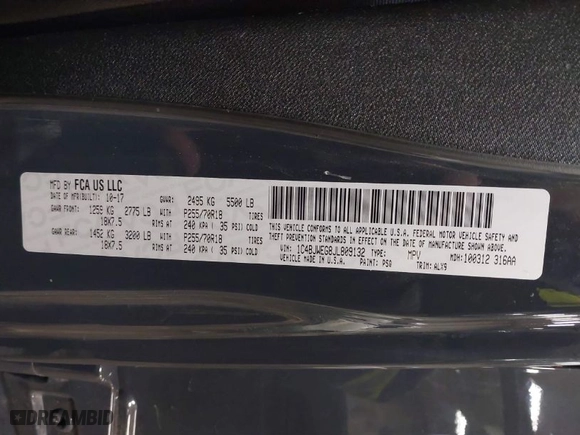 MFD BY FCA US LLC
DATE OF MFR(BUILT): 10-17 GVWR: 2495 KG 5500 LB
GAWR FRONT: 1259 KG 2775 LB WITH P255/70R18 TIRES
18X7.5 RIMS AT 240 KPA ( 35 PSI) COLD
GAWR REAR: 1452 KG 3200 LB WITH P255/70R18 TIRES
18X7.5 RIMS AT 240 KPA ( 35 PSI) COLD
THIS VEHICLE CONFORMS TO ALL APPLICABLE U.S.A. FEDERAL MOTOR VEHICLE SAFETY
AND THEFT PREVENTION STANDARDS IN EFFECT ON THE DATE OF MANUFACTURE SHOWN ABOVE.
VIN: 1C4BJWEG8JL809132 TYPE: MPV MDH: 100312 316AA
VEHICLE MADE IN U.S.A. PAINT: PSQ TRIM: ALX9
DREAMBID